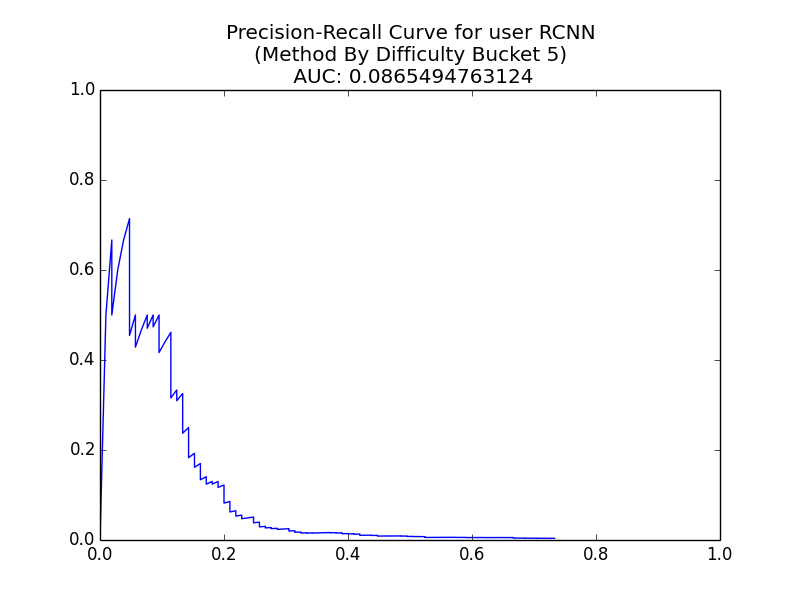 Precision-Recall Curve for user RCNN
(Method By Difficulty Bucket 5)
AUC: 0.0865494763124
1.0
0.8
0.6
0.4
0.2
0.0
0.0 0.2 0.4 0.6 0.8 1.0